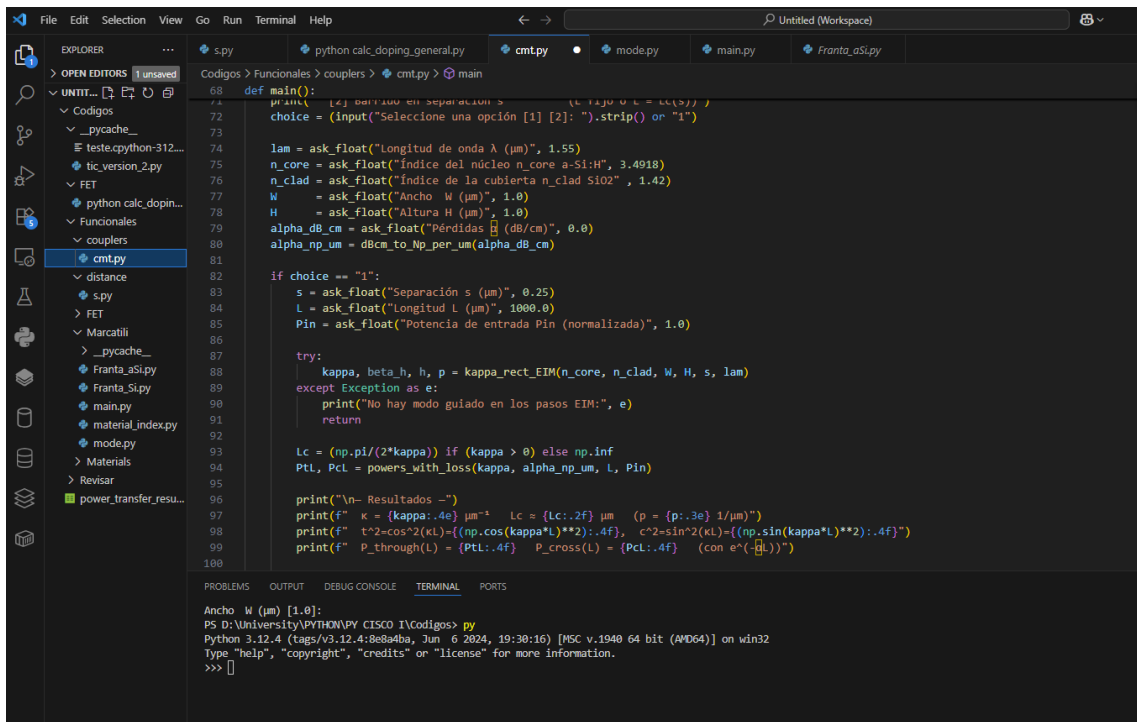 File Edit Selection View Go Run Terminal Help
Untitled (Workspace)
EXPLORER
s.py
python calc_doping_general.py
cmt.py
mode.py
main.py
Franta_aSi.py
OPEN EDITORS 1 unsaved
UNTIT...
Codigos
__pycache__
teste.cpython-312....
tic_version_2.py
FET
python calc_dopin...
Funcionales
couplers
cmt.py
distance
s.py
FET
Marcatili
__pycache__
Franta_aSi.py
Franta_Si.py
main.py
material_index.py
mode.py
Materials
Revisar
power_transfer_resu...
Codigos > Funcionales > couplers > cmt.py > main
68 def main():
71 print(" [2] Barrido en separación s (L fijo o L = Lc(s))")
72 choice = (input("Seleccione una opción [1] [2]: ").strip() or "1")
73
74 lam = ask_float("Longitud de onda λ (μm)", 1.55)
75 n_core = ask_float("Índice del núcleo n_core a-Si:H", 3.4918)
76 n_clad = ask_float("Índice de la cubierta n_clad SiO2" , 1.42)
77 W = ask_float("Ancho W (μm)", 1.0)
78 H = ask_float("Altura H (μm)", 1.0)
79 alpha_dB_cm = ask_float("Pérdidas α (dB/cm)", 0.0)
80 alpha_np_um = dBcm_to_Np_per_um(alpha_dB_cm)
81
82 if choice == "1":
83 s = ask_float("Separación s (μm)", 0.25)
84 L = ask_float("Longitud L (μm)", 1000.0)
85 Pin = ask_float("Potencia de entrada Pin (normalizada)", 1.0)
86
87 try:
88 kappa, beta_h, h, p = kappa_rect_EIM(n_core, n_clad, W, H, s, lam)
89 except Exception as e:
90 print("No hay modo guiado en los pasos EIM:", e)
91 return
92
93 Lc = (np.pi/(2*kappa)) if (kappa > 0) else np.inf
94 PtL, PcL = powers_with_loss(kappa, alpha_np_um, L, Pin)
95
96 print("\n— Resultados —")
97 print(f" κ = {kappa:.4e} μm⁻¹ Lc ≈ {Lc:.2f} μm (p = {p:.3e} 1/μm)")
98 print(f" t^2=cos^2(κL)={(np.cos(kappa*L)**2):.4f}, c^2=sin^2(κL)={(np.sin(kappa*L)**2):.4f}")
99 print(f" P_through(L) = {PtL:.4f} P_cross(L) = {PcL:.4f} (con e^(-αL))")
100
PROBLEMS OUTPUT DEBUG CONSOLE TERMINAL PORTS
Ancho W (μm) [1.0]:
PS D:\University\PYTHON\PY CISCO I\Codigos> py
Python 3.12.4 (tags/v3.12.4:8e8a4ba, Jun 6 2024, 19:30:16) [MSC v.1940 64 bit (AMD64)] on win32
Type "help", "copyright", "credits" or "license" for more information.
>>>